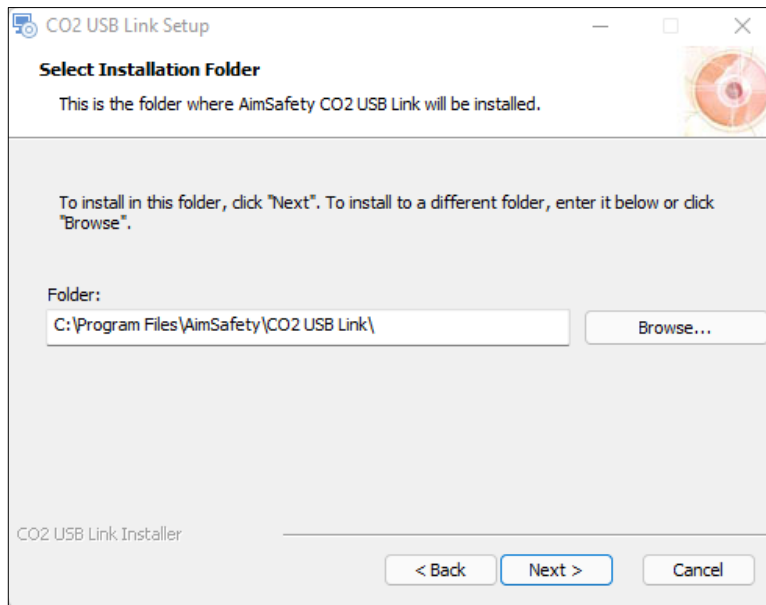 CO2 USB Link Setup
Select Installation Folder
This is the folder where AimSafety CO2 USB Link will be installed.
To install in this folder, click "Next". To install to a different folder, enter it below or click
"Browse".
Folder:
C:\Program Files\AimSafety\CO2 USB Link\
Browse...
CO2 USB Link Installer
< Back
Next >
Cancel